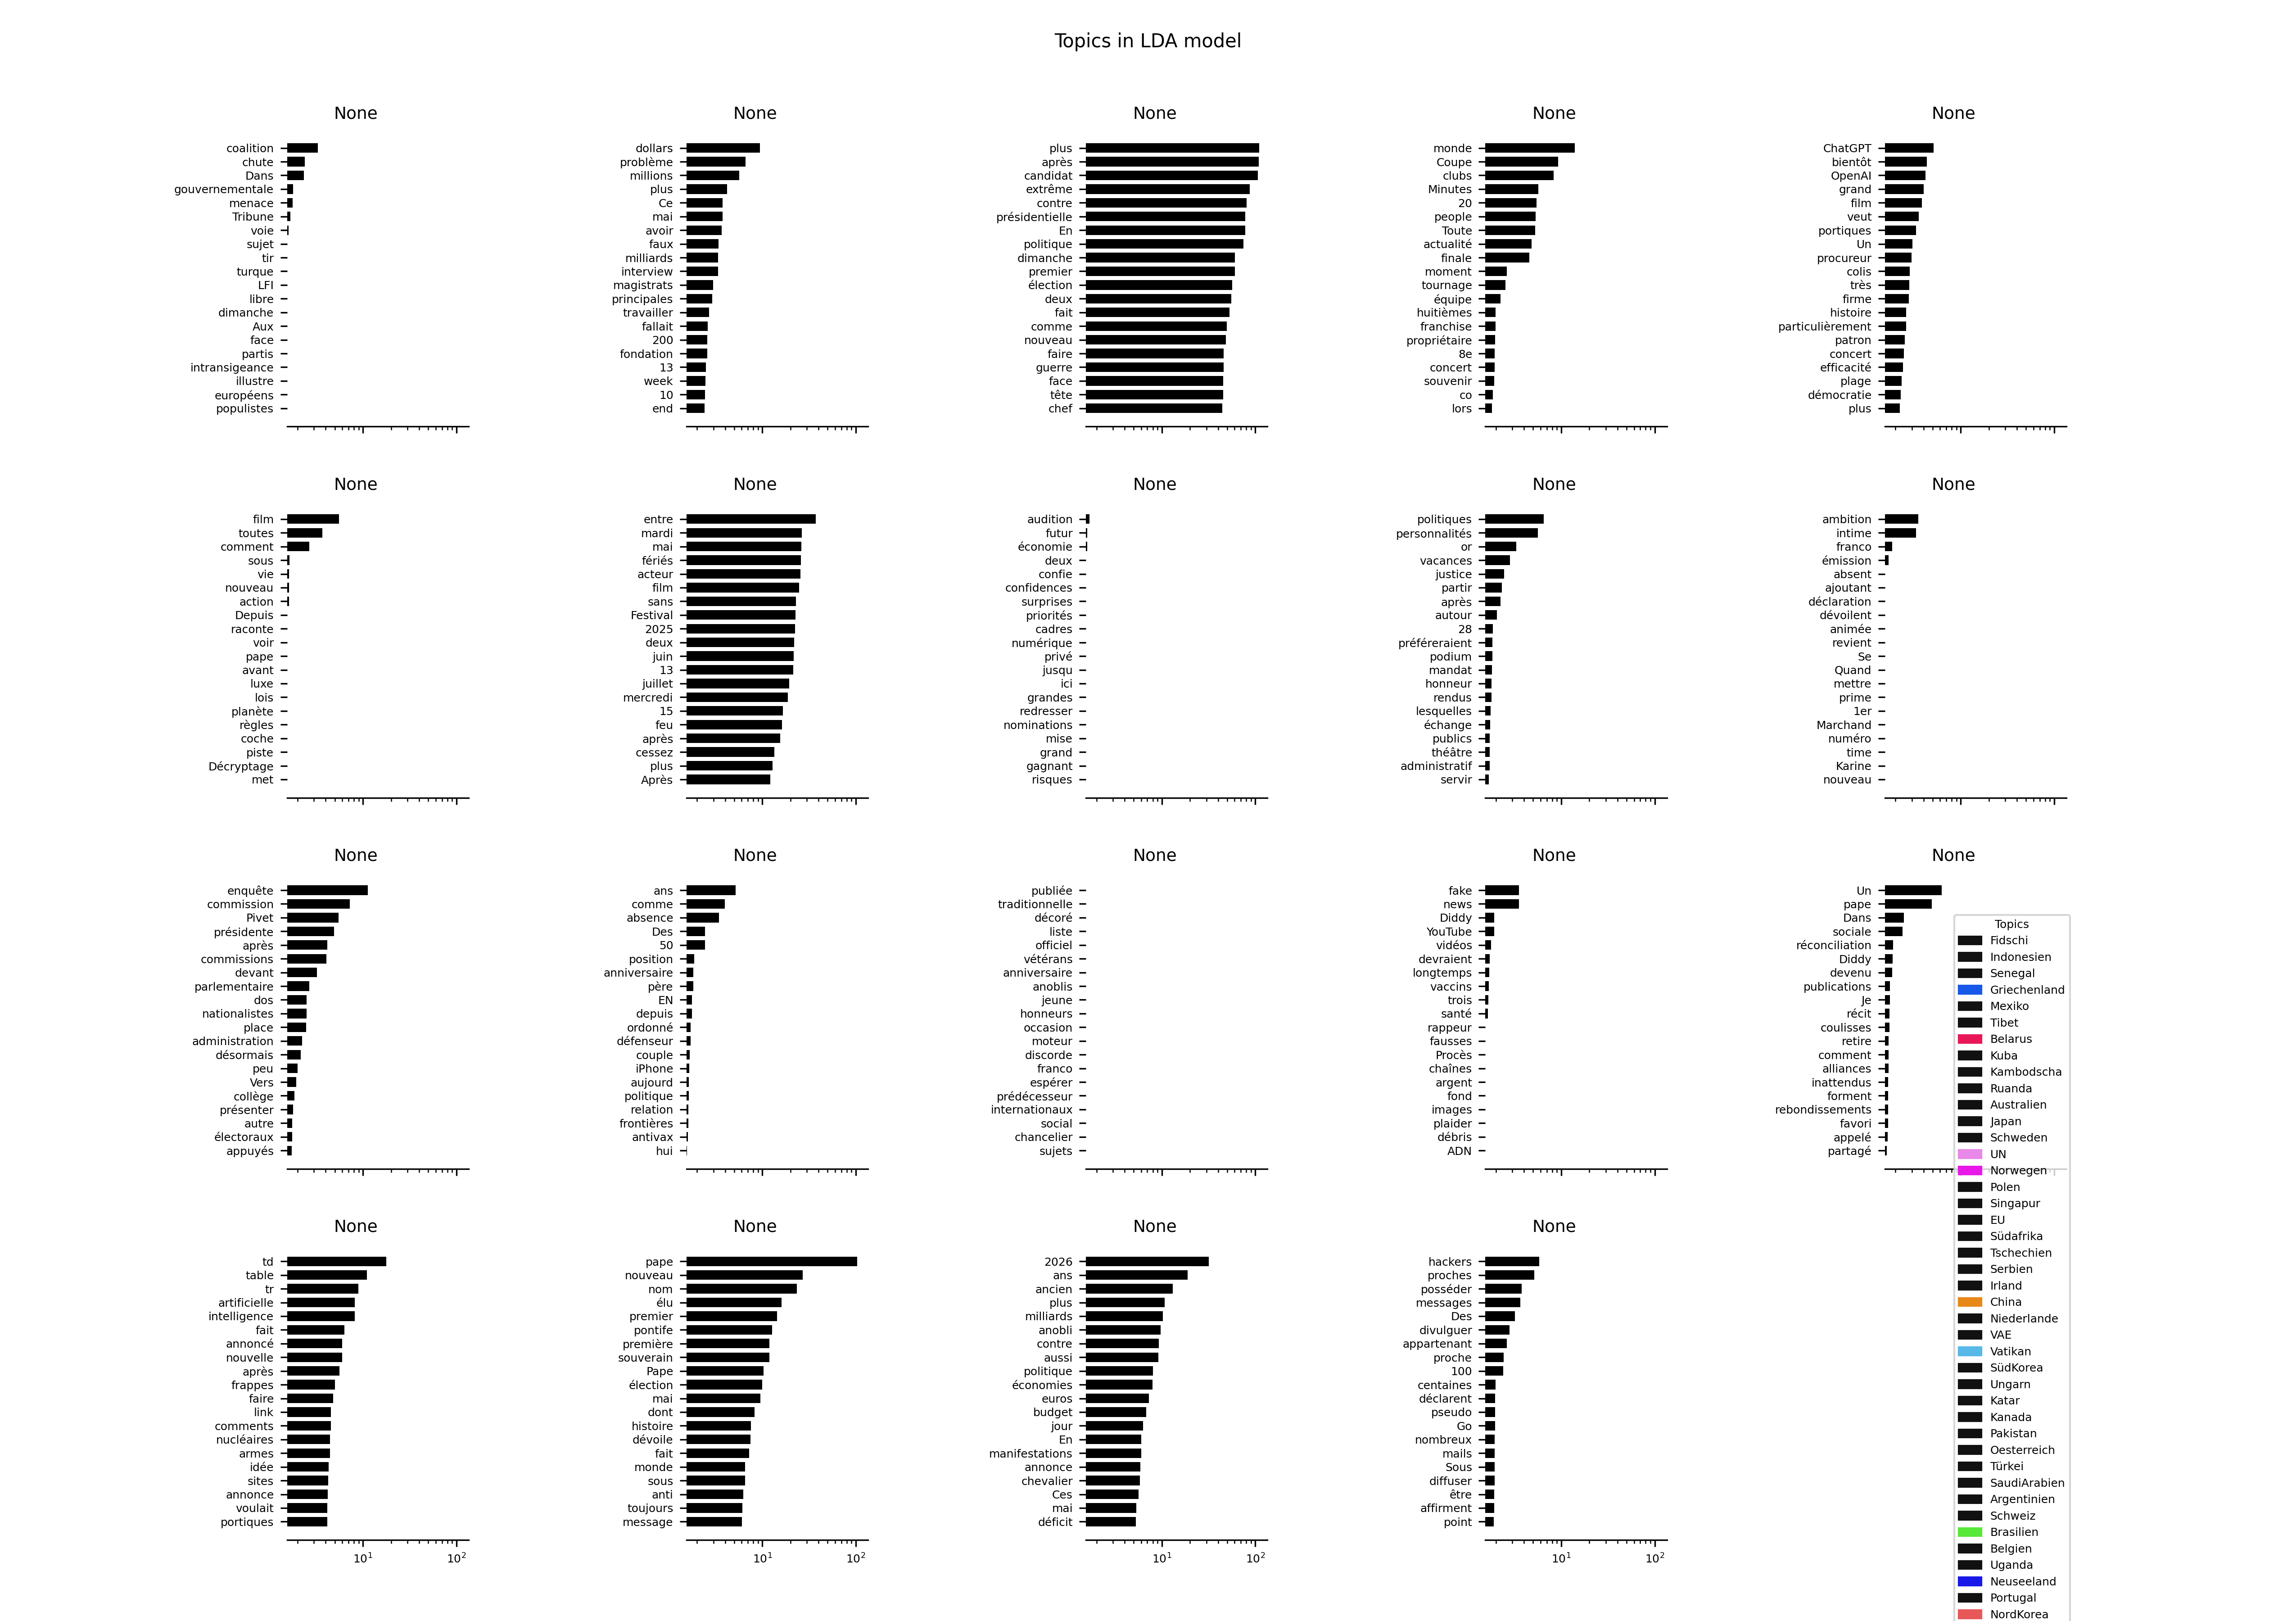 Topics in LDA model
None
coalition
chute
Dans
gouvernementale
menace
Tribune
voie
sujet
tir
turque
LFI
libre
dimanche
Aux
face
partis
intransigeance
illustre
européens
populistes
None
dollars
problème
millions
plus
Ce
mai
avoir
faux
milliards
interview
magistrats
principales
travailler
fallait
200
fondation
13
week
10
end
None
plus
après
candidat
extrême
contre
présidentielle
En
politique
dimanche
premier
élection
deux
fait
comme
nouveau
faire
guerre
face
tête
chef
None
monde
Coupe
clubs
Minutes
20
people
Toute
actualité
finale
moment
tournage
équipe
huitièmes
franchise
propriétaire
8e
concert
souvenir
co
lors
None
ChatGPT
bientôt
OpenAI
grand
film
veut
portiques
Un
procureur
colis
très
firme
histoire
particulièrement
patron
concert
efficacité
plage
démocratie
plus
None
film
toutes
comment
sous
vie
nouveau
action
Depuis
raconte
voir
pape
avant
luxe
lois
planète
règles
coche
piste
Décryptage
met
None
entre
mardi
mai
fériés
acteur
film
sans
Festival
2025
deux
juin
13
juillet
mercredi
15
feu
après
cessez
plus
Après
None
audition
futur
économie
deux
confie
confidences
surprises
priorités
cadres
numérique
privé
jusqu
ici
grandes
redresser
nominations
mise
grand
gagnant
risques
None
politiques
personnalités
or
vacances
justice
partir
après
autour
28
préféreraient
podium
mandat
honneur
rendus
lesquelles
échange
publics
théâtre
administratif
servir
None
ambition
intime
franco
émission
absent
ajoutant
déclaration
dévoilent
animée
revient
Se
Quand
mettre
prime
1er
Marchand
numéro
time
Karine
nouveau
None
enquête
commission
Pivet
présidente
après
commissions
devant
parlementaire
dos
nationalistes
place
administration
désormais
peu
Vers
collège
présenter
autre
électoraux
appuyés
None
ans
comme
absence
Des
50
position
anniversaire
père
EN
depuis
ordonné
défenseur
couple
iPhone
aujourd
politique
relation
frontières
antivax
hui
None
publiée
traditionnelle
décoré
liste
officiel
vétérans
anniversaire
anoblis
jeune
honneurs
occasion
moteur
discorde
franco
espérer
prédécesseur
internationaux
social
chancelier
sujets
None
fake
news
Diddy
YouTube
vidéos
devraient
longtemps
vaccins
trois
santé
rappeur
fausses
Procès
chaînes
argent
fond
images
plaider
débris
ADN
None
Un
pape
Dans
sociale
réconciliation
Diddy
devenu
publications
Je
récit
coulisses
retire
comment
alliances
inattendus
forment
rebondissements
favori
appelé
partagé
None
td
table
tr
artificielle
intelligence
fait
annoncé
nouvelle
après
frappes
faire
link
comments
nucléaires
armes
idée
sites
annonce
voulait
portiques
10¹ 10²
None
pape
nouveau
nom
élu
premier
pontife
première
souverain
Pape
élection
mai
dont
histoire
dévoile
fait
monde
sous
anti
toujours
message
10¹ 10²
None
2026
ans
ancien
plus
milliards
anobli
contre
aussi
politique
économies
euros
budget
jour
En
manifestations
annonce
chevalier
Ces
mai
déficit
10¹ 10²
None
hackers
proches
posséder
messages
Des
divulguer
appartenant
proche
100
centaines
déclarent
pseudo
Go
nombreux
mails
Sous
diffuser
être
affirment
point
10¹ 10²
Topics
Fidschi
Indonesien
Senegal
Griechenland
Mexiko
Tibet
Belarus
Kuba
Kambodscha
Ruanda
Australien
Japan
Schweden
UN
Norwegen
Polen
Singapur
EU
Südafrika
Tschechien
Serbien
Irland
China
Niederlande
VAE
Vatikan
SüdKorea
Ungarn
Katar
Kanada
Pakistan
Oesterreich
Türkei
SaudiArabien
Argentinien
Schweiz
Brasilien
Belgien
Uganda
Neuseeland
Portugal
NordKorea